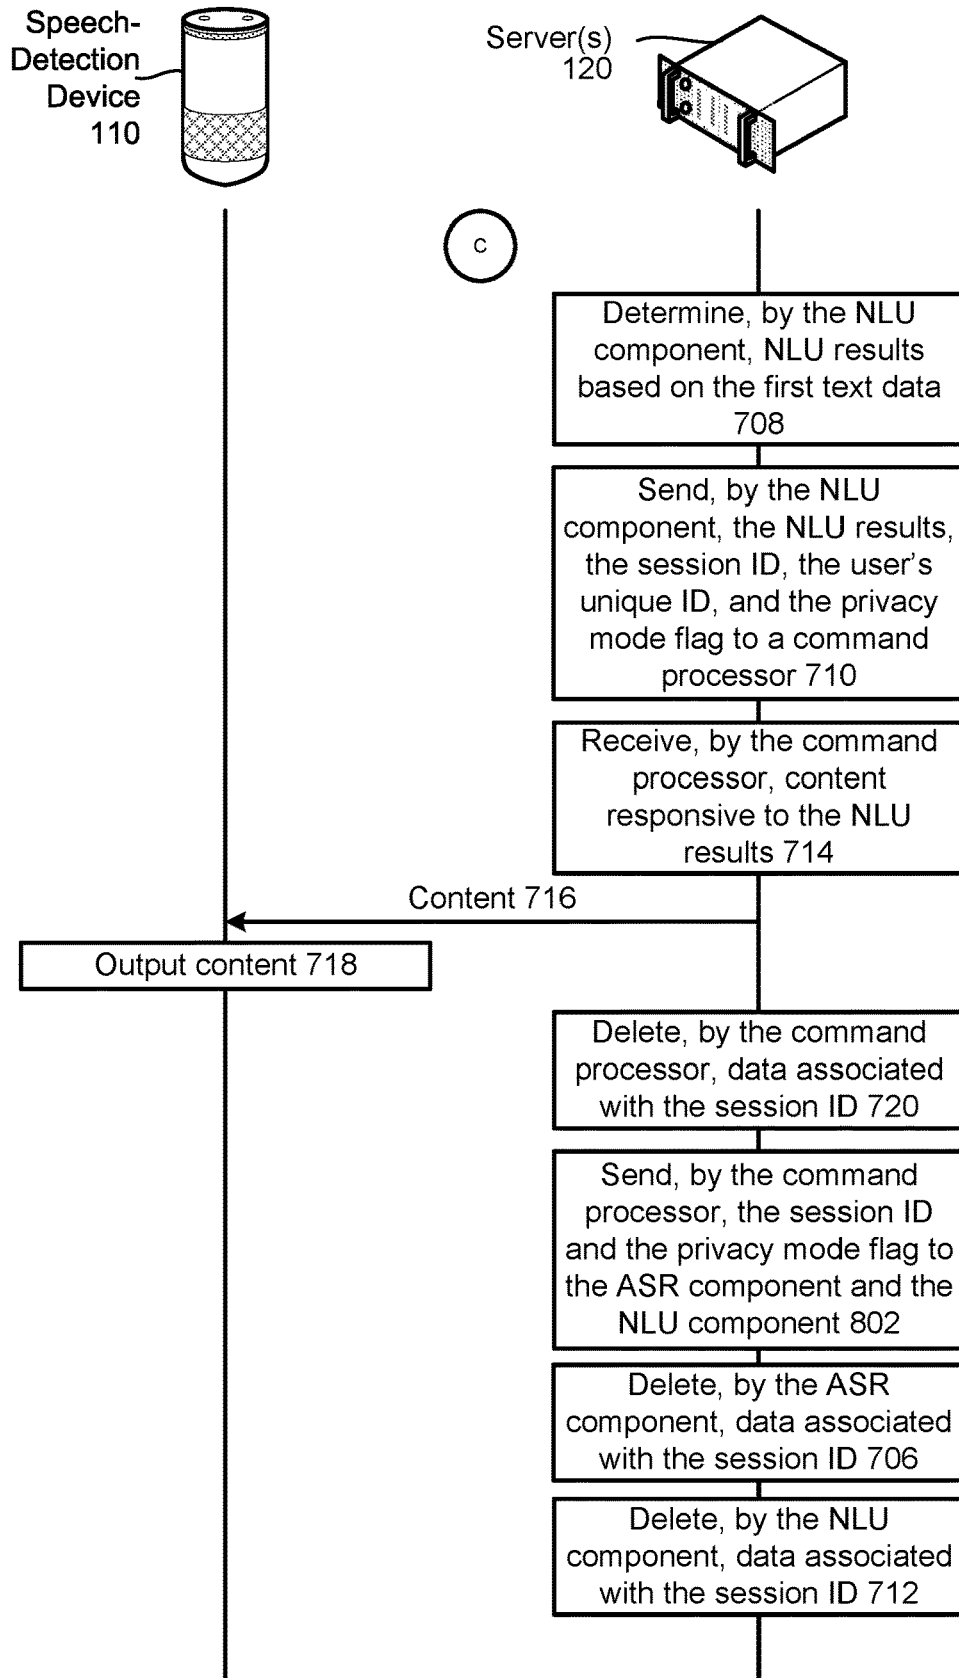 Speech-
Detection
Device
110
Server(s)
120
C
Determine, by the NLU
component, NLU results
based on the first text data
708
Send, by the NLU
component, the NLU results,
the session ID, the user's
unique ID, and the privacy
mode flag to a command
processor 710
Receive, by the command
processor, content
responsive to the NLU
results 714
Content 716
Output content 718
Delete, by the command
processor, data associated
with the session ID 720
Send, by the command
processor, the session ID
and the privacy mode flag to
the ASR component and the
NLU component 802
Delete, by the ASR
component, data associated
with the session ID 706
Delete, by the NLU
component, data associated
with the session ID 712